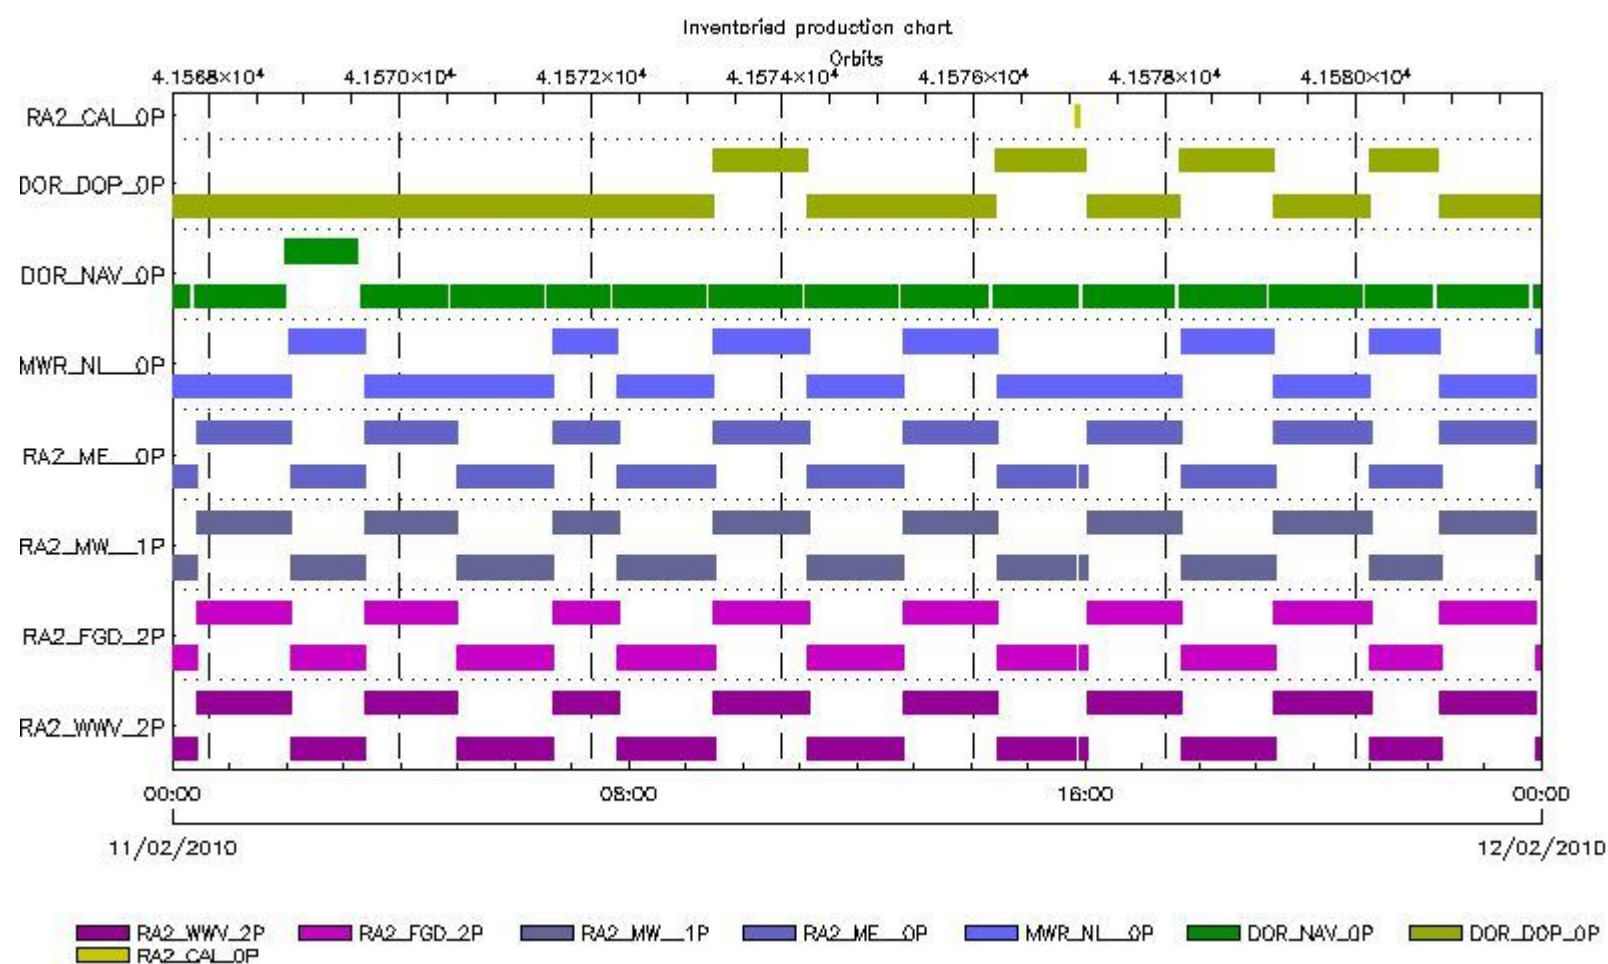 Inventoried production chart
Orbits
4.1568×10⁴ 4.1570×10⁴ 4.1572×10⁴ 4.1574×10⁴ 4.1576×10⁴ 4.1578×10⁴ 4.1580×10⁴
RA2_CAL_0P
DOR_DOP_0P
DOR_NAV_0P
MWR_NL__0P
RA2_ME__0P
RA2_MW__1P
RA2_FGD_2P
RA2_WWV_2P
00:00 08:00 16:00 00:00
11/02/2010 12/02/2010
RA2_WWV_2P RA2_FGD_2P RA2_MW__1P RA2_ME__0P MWR_NL__0P DOR_NAV_0P DOR_DOP_0P
RA2_CAL_0P